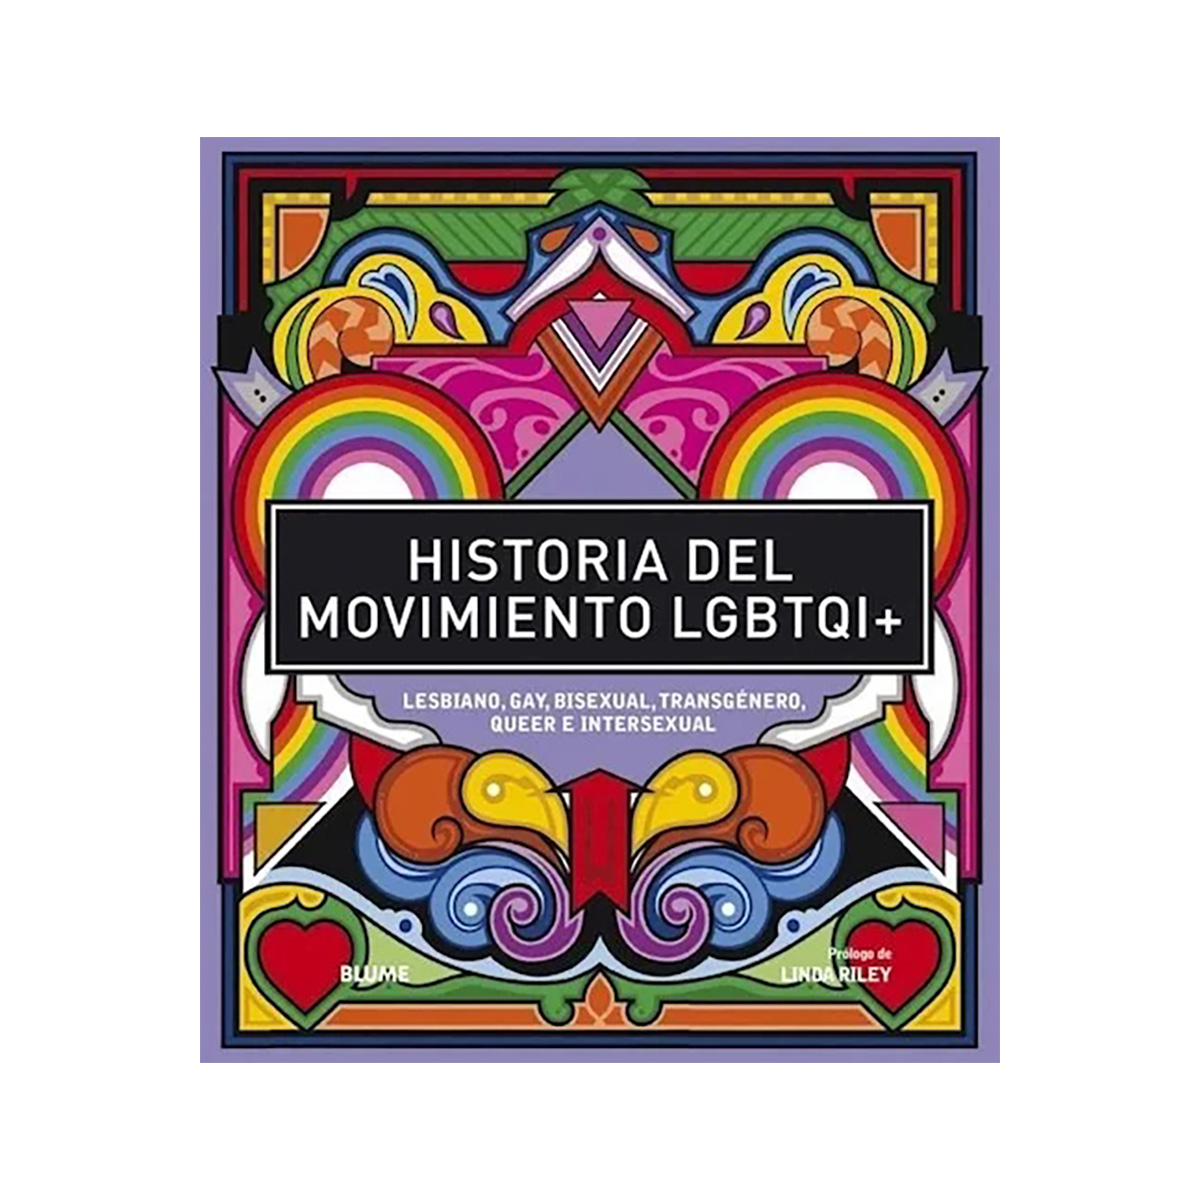 HISTORIA DEL
MOVIMIENTO LGBTQI+
LESBIANO, GAY, BISEXUAL, TRANSGÉNERO,
QUEER E INTERSEXUAL
Prólogo de
LINDA RILEY
BLUME